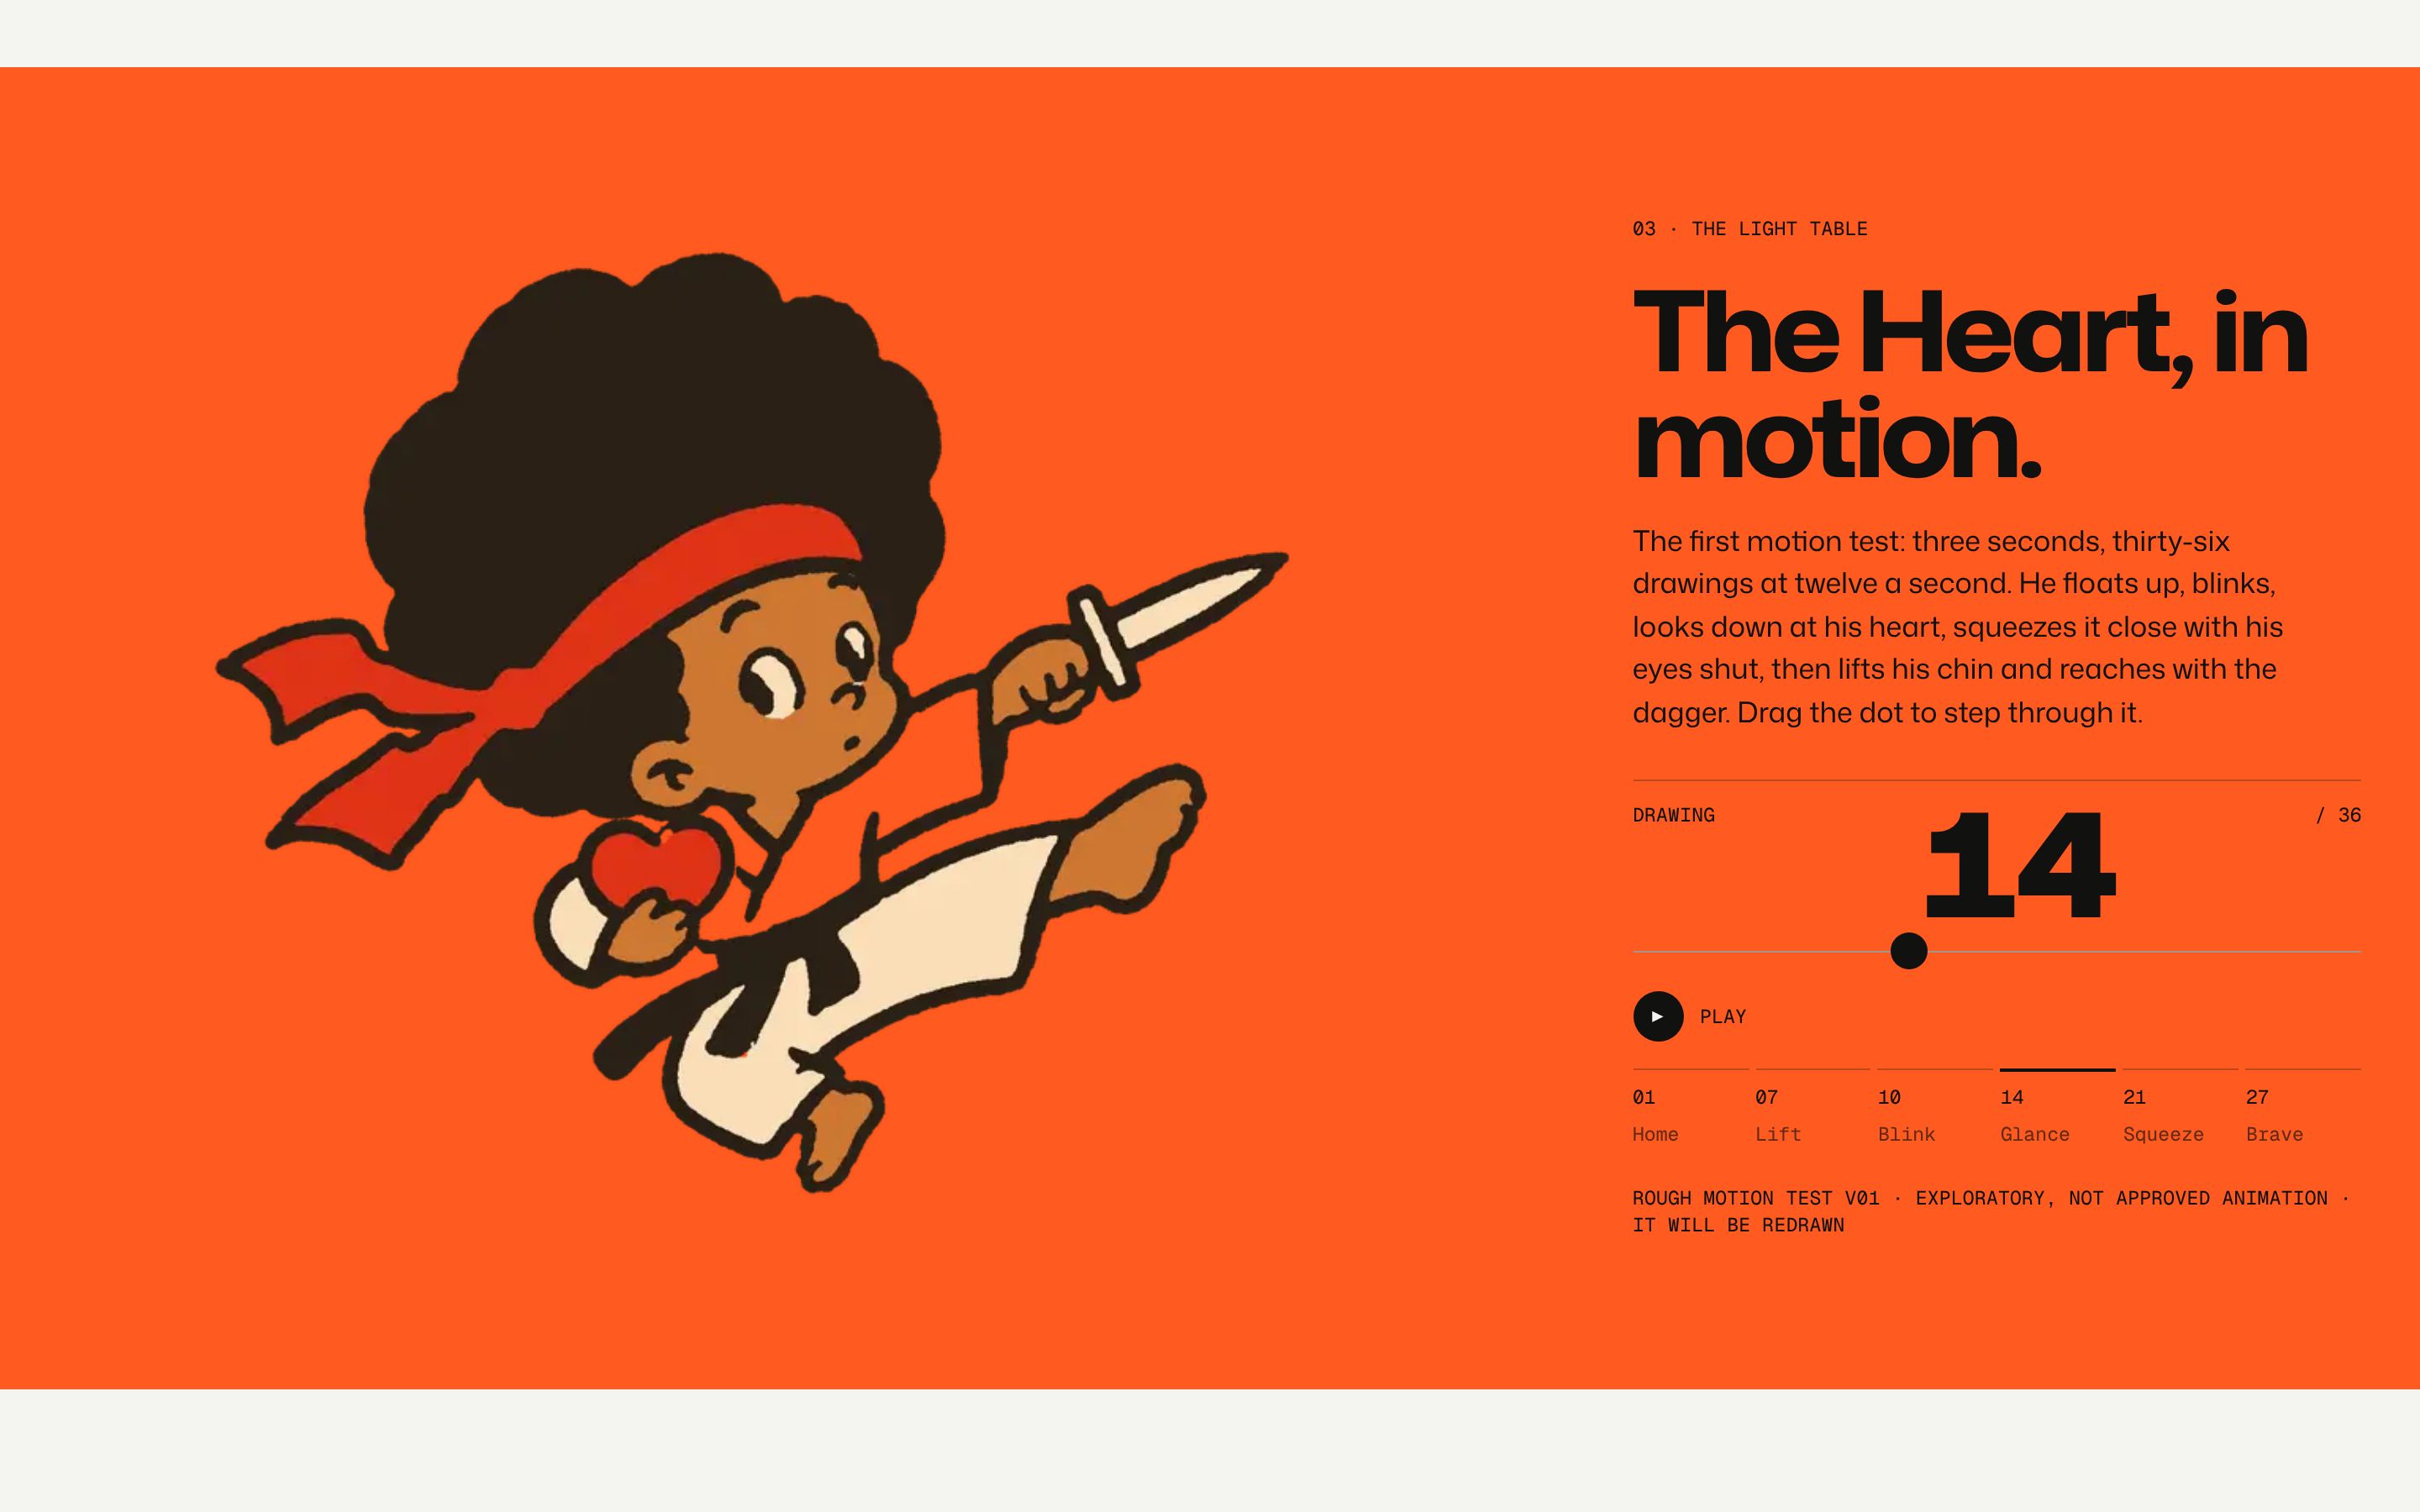 03 · THE LIGHT TABLE
The Heart, in
motion.
The first motion test: three seconds, thirty-six
drawings at twelve a second. He floats up, blinks,
looks down at his heart, squeezes it close with his
eyes shut, then lifts his chin and reaches with the
dagger. Drag the dot to step through it.
DRAWING 14 / 36
PLAY
01 07 10 14 21 27
Home Lift Blink Glance Squeeze Brave
ROUGH MOTION TEST V01 · EXPLORATORY, NOT APPROVED ANIMATION ·
IT WILL BE REDRAWN